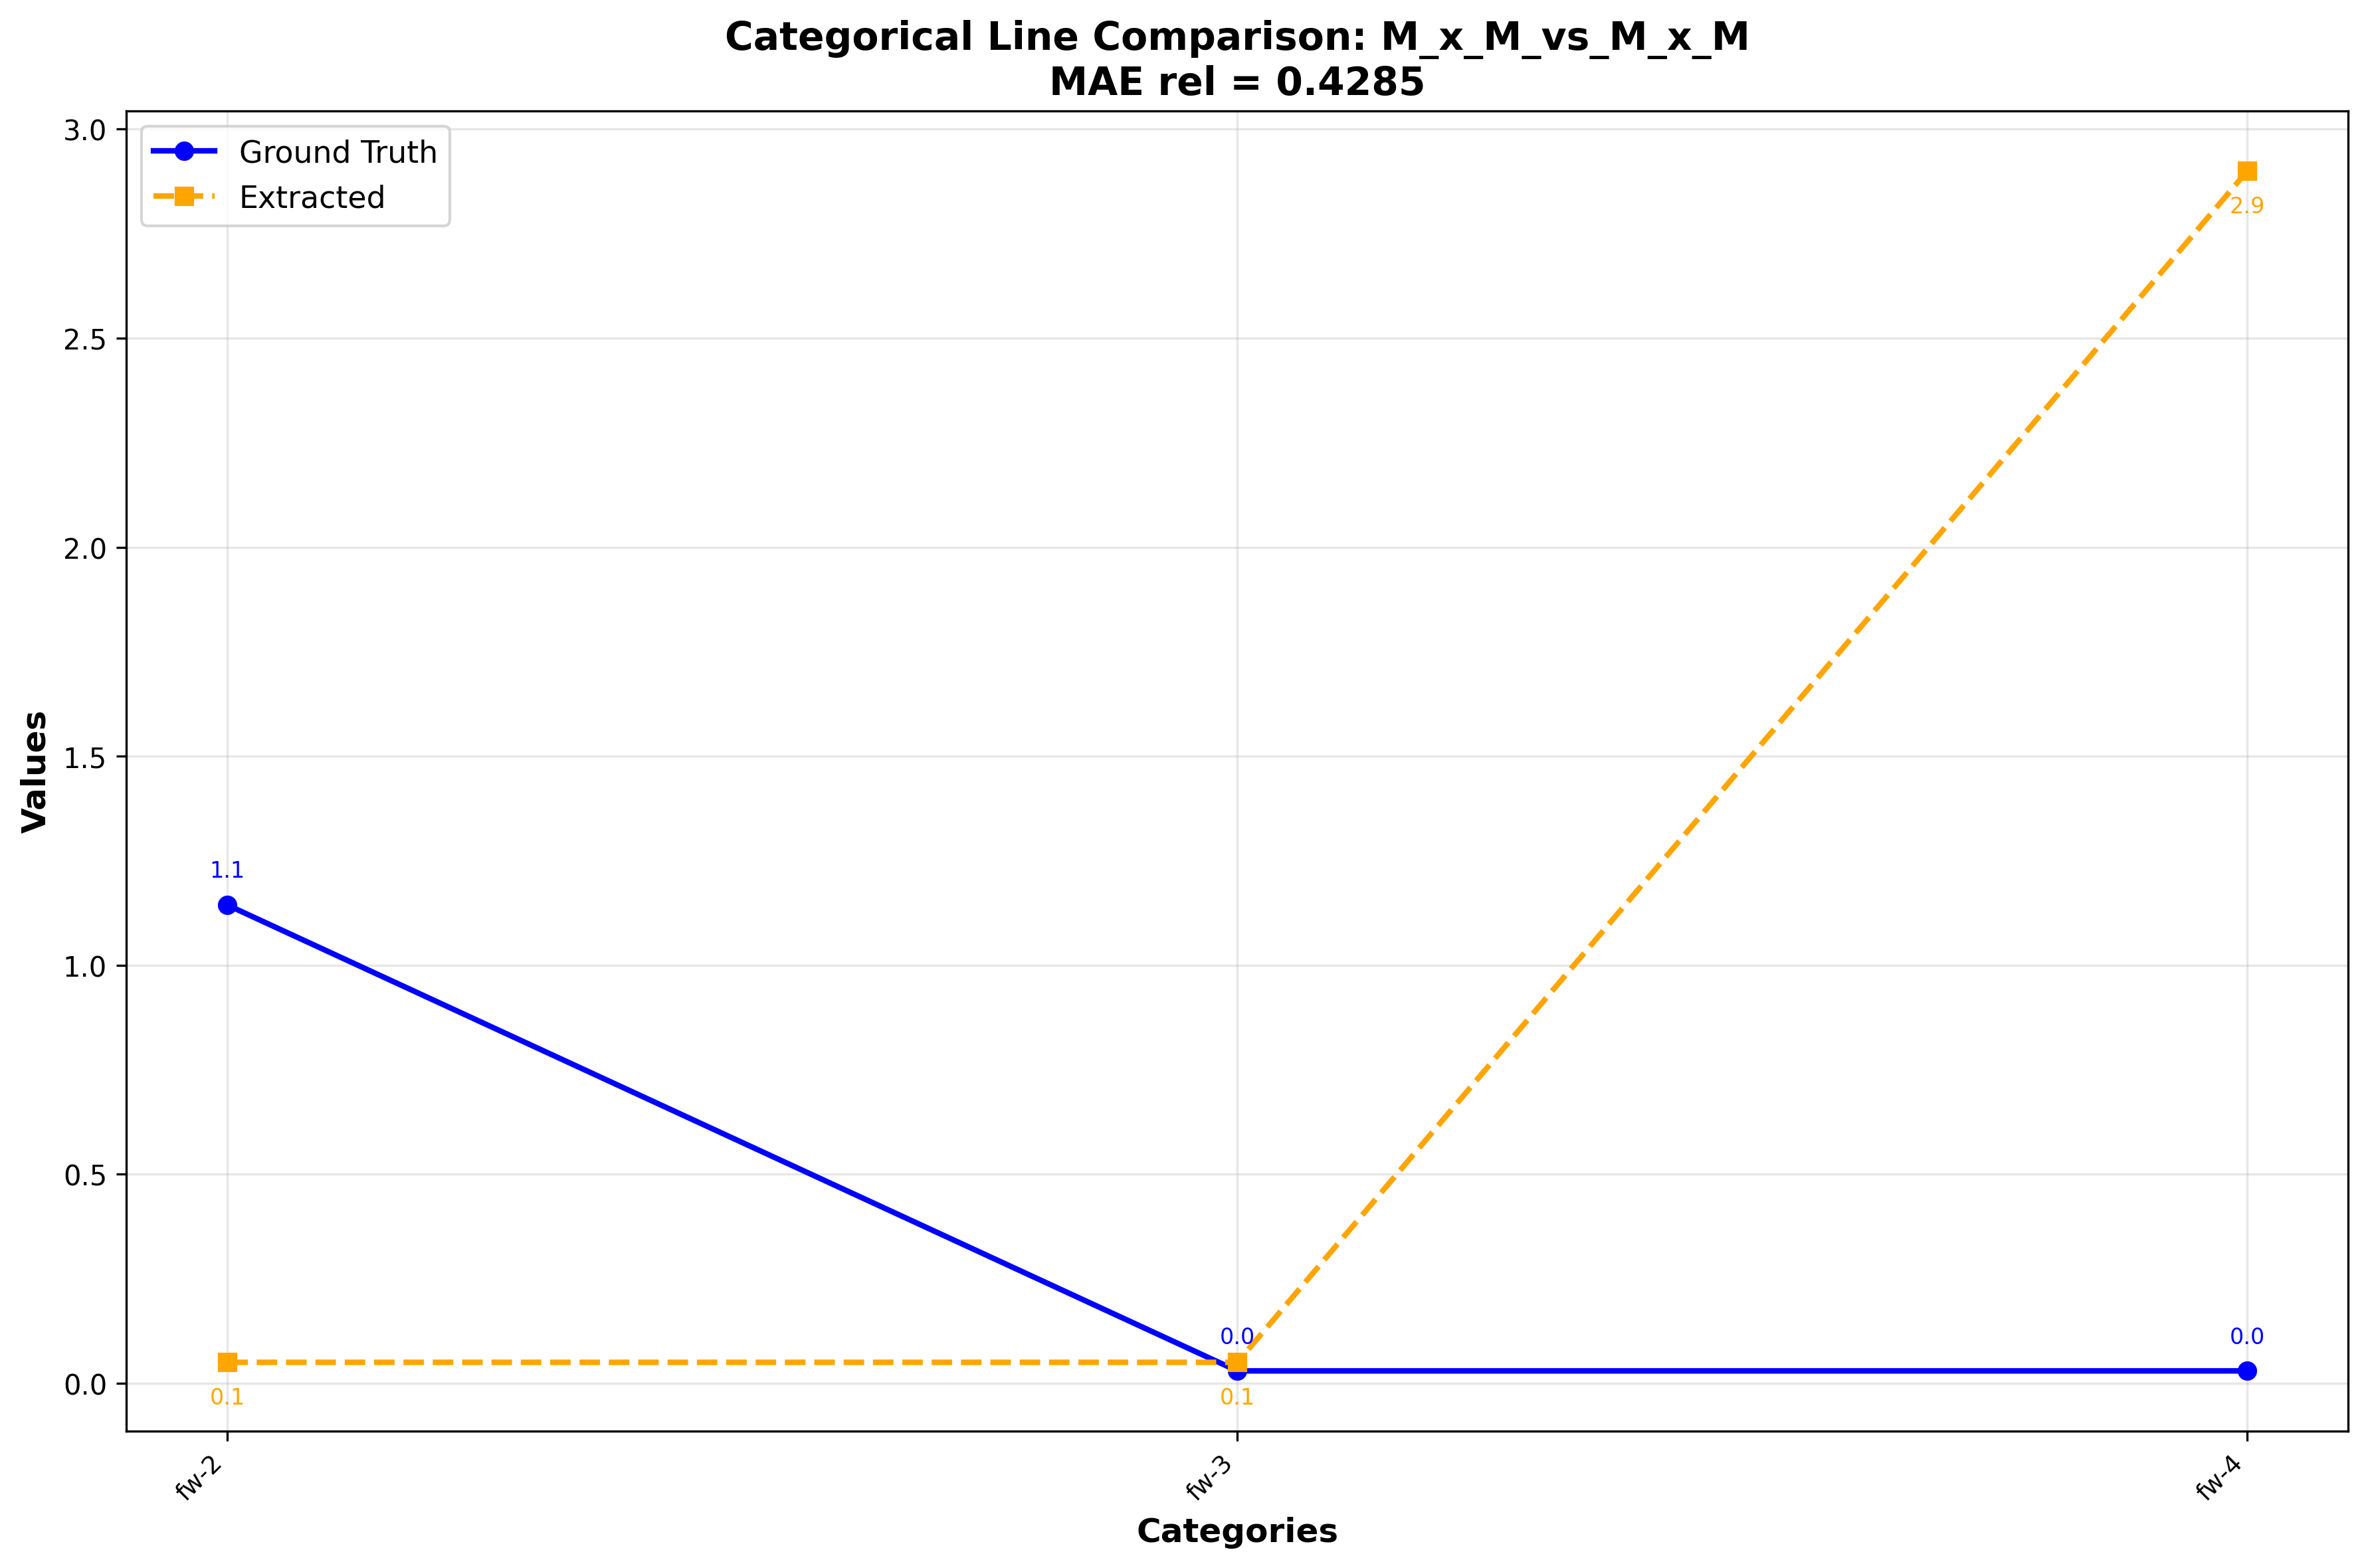 Categorical Line Comparison: M_x_M_vs_M_x_M
MAE rel = 0.4285
Ground Truth
Extracted
3.0
2.5
2.0
1.5
1.0
0.5
0.0
Values
1.1
0.1
0.0
0.1
2.9
0.0
fw-2
fw-3
fw-4
Categories